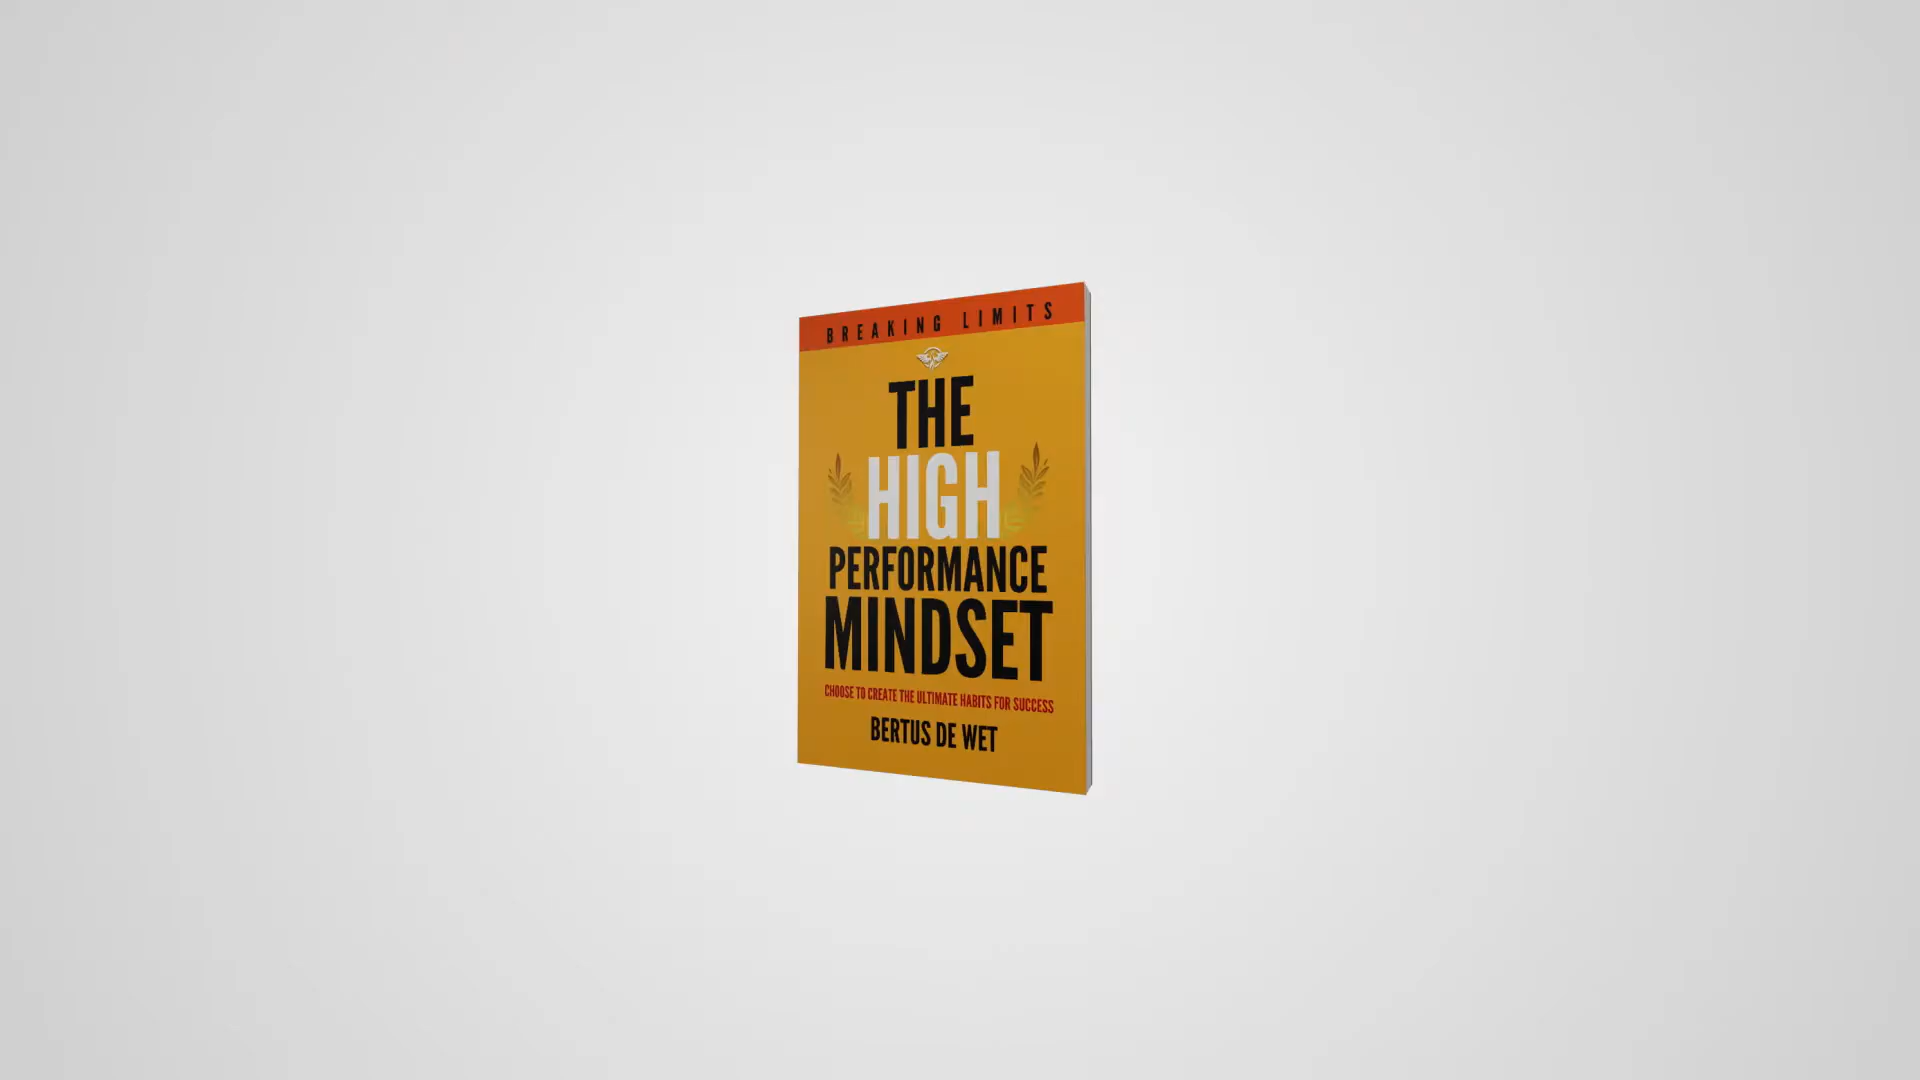 BREAKING LIMITS
THE
HIGH
PERFORMANCE
MINDSET
CHOOSE TO CREATE THE ULTIMATE HABITS FOR SUCCESS
BERTUS DE WET